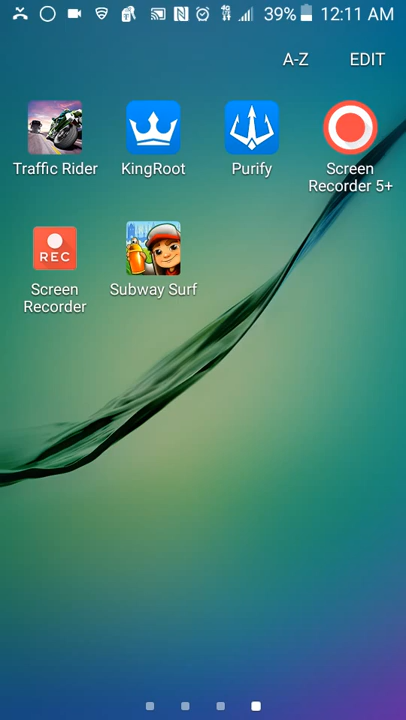 39% 12:11 AM
A-Z EDIT
Traffic Rider KingRoot Purify Screen Recorder 5+
REC
Screen Recorder Subway Surf